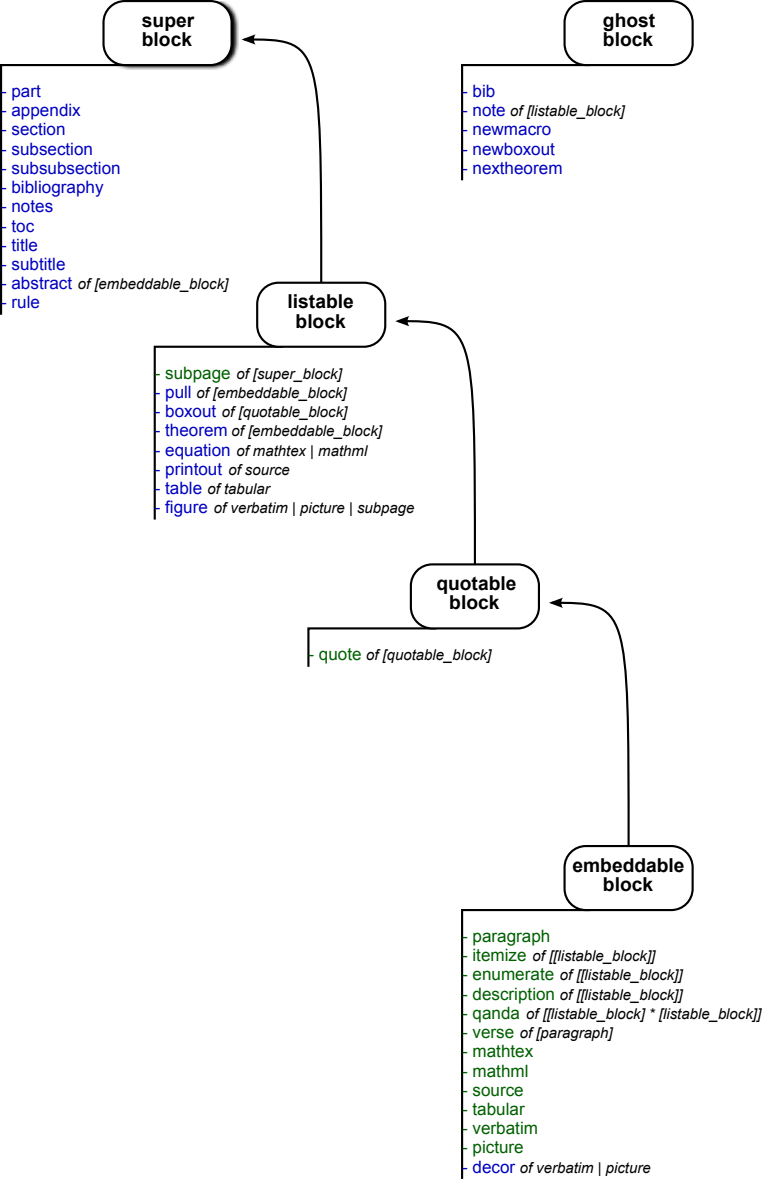 super
block
- part
- appendix
- section
- subsection
- subsubsection
- bibliography
- notes
- toc
- title
- subtitle
- abstract of [embeddable_block]
- rule
ghost
block
- bib
- note of [listable_block]
- newmacro
- newboxout
- nextheorem
listable
block
- subpage of [super_block]
- pull of [embeddable_block]
- boxout of [quotable_block]
- theorem of [embeddable_block]
- equation of mathtex | mathml
- printout of source
- table of tabular
- figure of verbatim | picture | subpage
quotable
block
- quote of [quotable_block]
embeddable
block
- paragraph
- itemize of [[listable_block]]
- enumerate of [[listable_block]]
- description of [[listable_block]]
- qanda of [[listable_block] * [listable_block]]
- verse of [paragraph]
- mathtex
- mathml
- source
- tabular
- verbatim
- picture
- decor of verbatim | picture